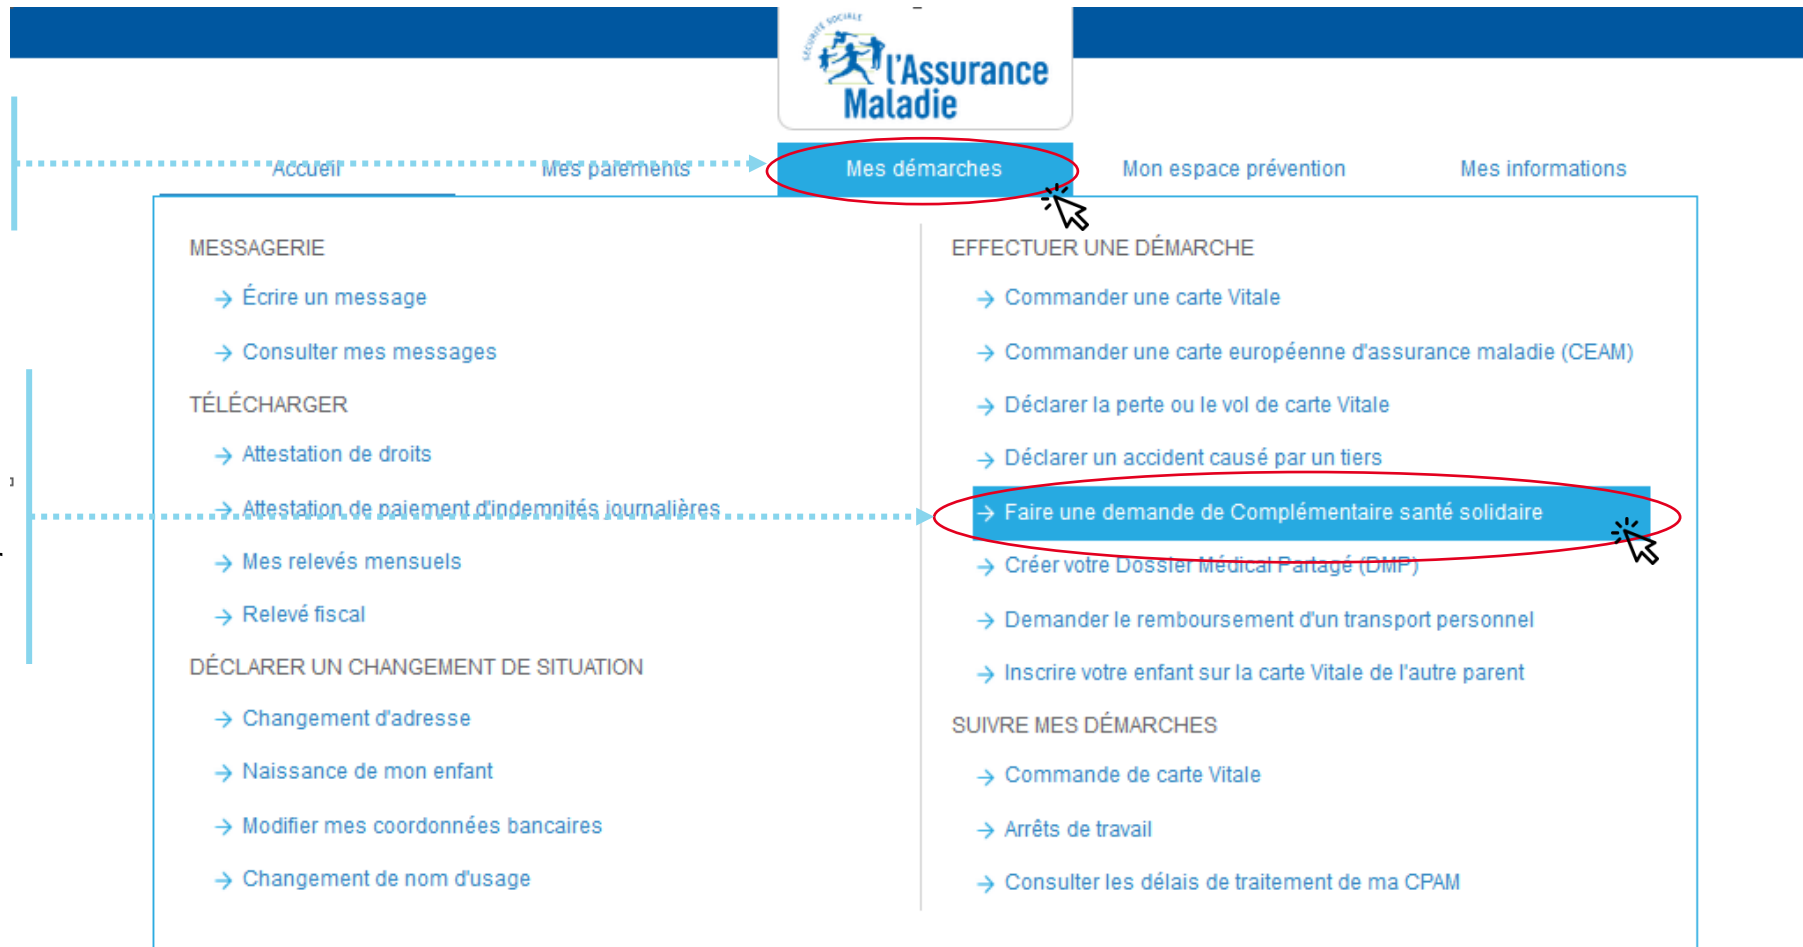 SÉCURITÉ SOCIALE
l'Assurance
Maladie
Accueil
Mes paiements
Mes démarches
Mon espace prévention
Mes informations
MESSAGERIE
→ Écrire un message
→ Consulter mes messages
TÉLÉCHARGER
→ Attestation de droits
→ Attestation de paiement d'indemnités journalières
→ Mes relevés mensuels
→ Relevé fiscal
DÉCLARER UN CHANGEMENT DE SITUATION
→ Changement d'adresse
→ Naissance de mon enfant
→ Modifier mes coordonnées bancaires
→ Changement de nom d'usage
EFFECTUER UNE DÉMARCHE
→ Commander une carte Vitale
→ Commander une carte européenne d'assurance maladie (CEAM)
→ Déclarer la perte ou le vol de carte Vitale
→ Déclarer un accident causé par un tiers
→ Faire une demande de Complémentaire santé solidaire
→ Créer votre Dossier Médical Partagé (DMP)
→ Demander le remboursement d'un transport personnel
→ Inscrire votre enfant sur la carte Vitale de l'autre parent
SUIVRE MES DÉMARCHES
→ Commande de carte Vitale
→ Arrêts de travail
→ Consulter les délais de traitement de ma CPAM